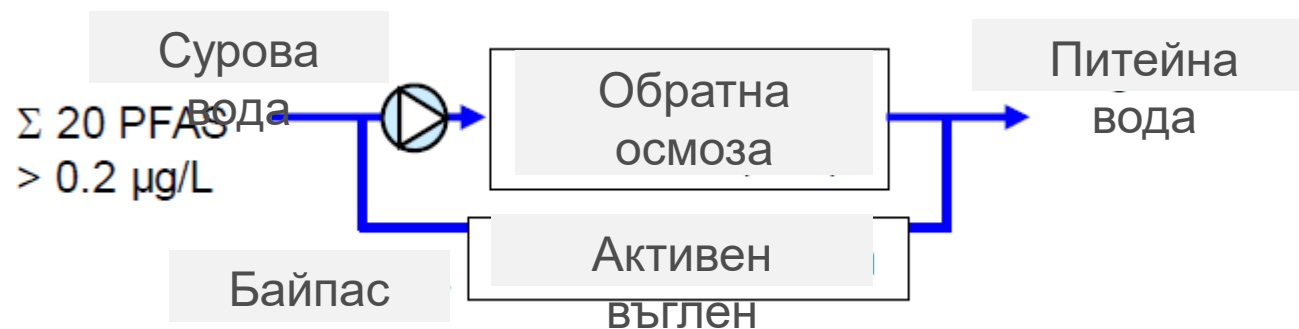 Сурова
вода
Σ 20 PFAS
> 0.2 µg/L
Обратна
осмоза
Питейна
вода
Байпас
Активен
въглен